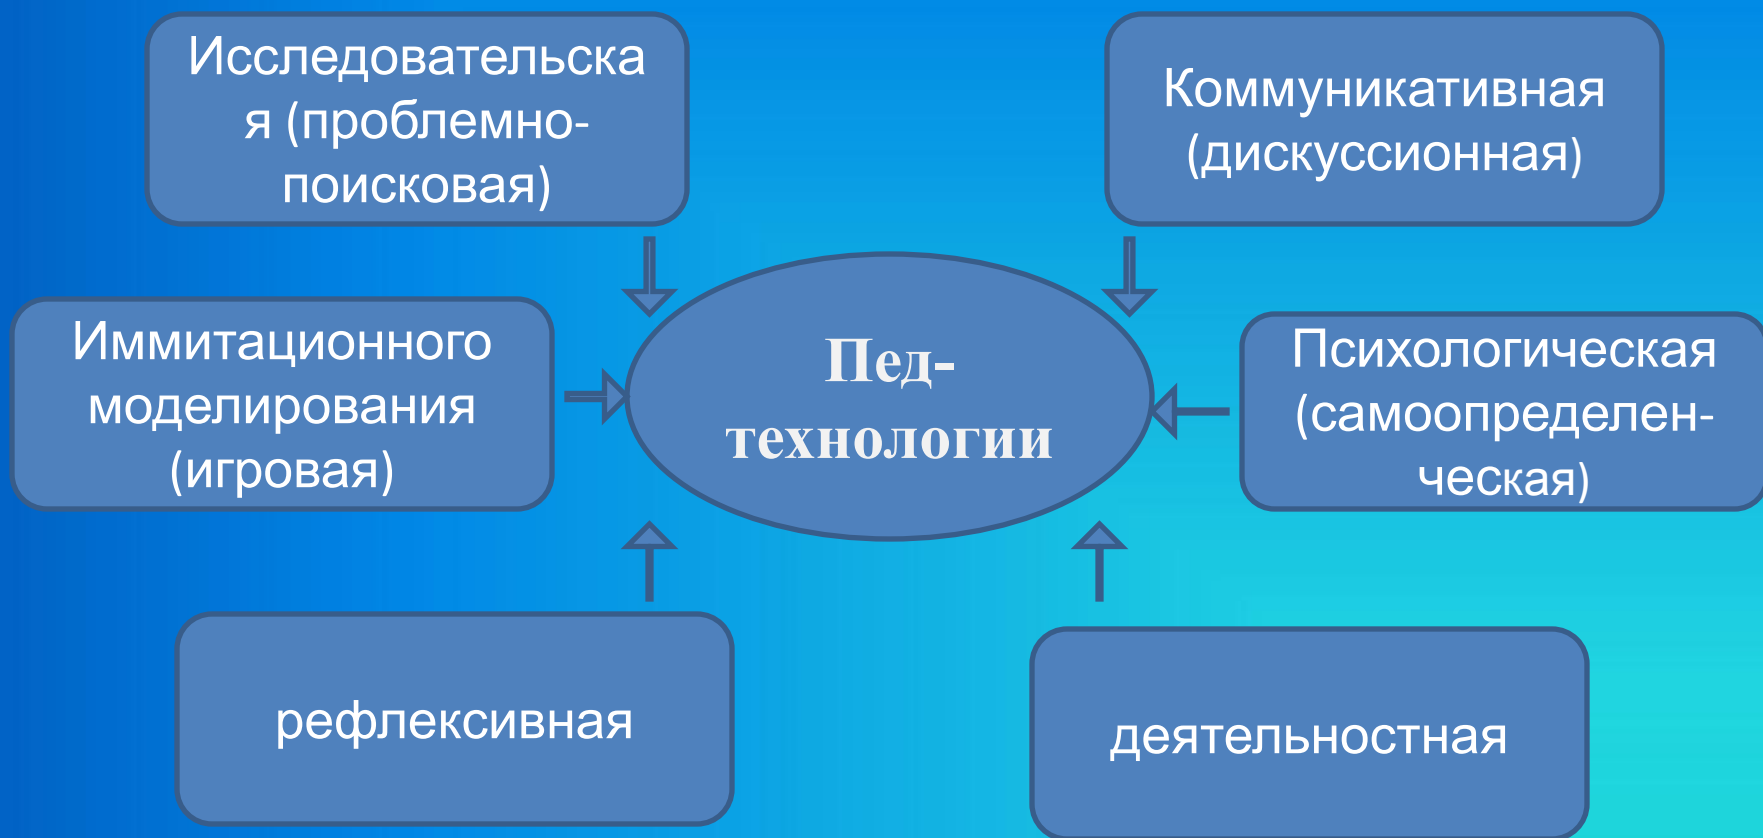 Исследовательска
я (проблемно-
поисковая)
Коммуникативная
(дискуссионная)
Иммитационного
моделирования
(игровая)
Пед-
технологии
Психологическая
(самоопределен-
ческая)
рефлексивная
деятельностная